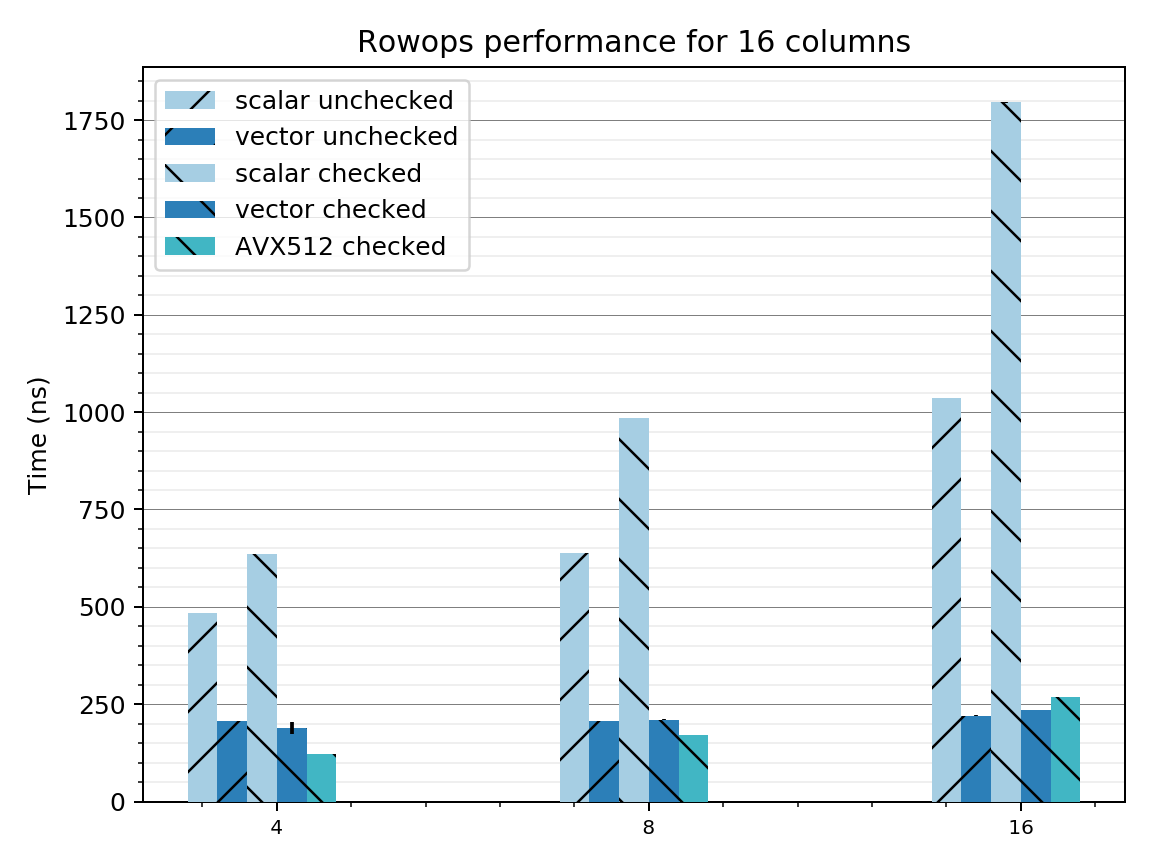 Rowops performance for 16 columns
scalar unchecked
vector unchecked
scalar checked
vector checked
AVX512 checked
Time (ns)
1750
1500
1250
1000
750
500
250
0
4 8 16